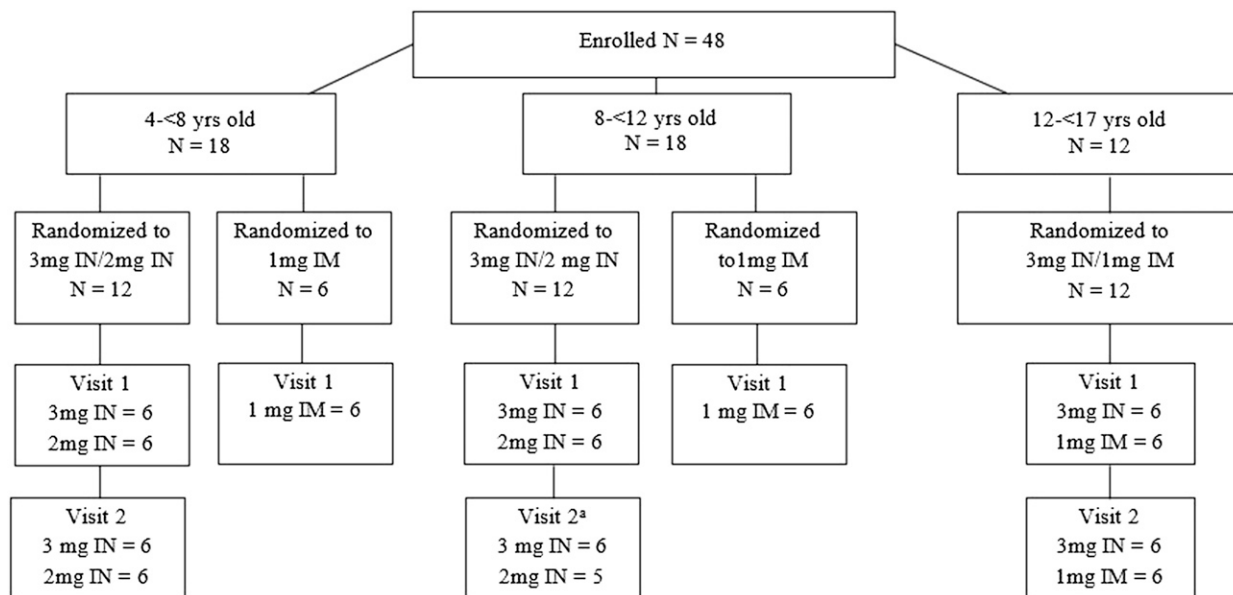 Enrolled N = 48
4-<8 yrs old
N = 18
8-<12 yrs old
N = 18
12-<17 yrs old
N = 12
Randomized to
3mg IN/2mg IN
N = 12
Randomized to
1mg IM
N = 6
Randomized to
3mg IN/2 mg IN
N = 12
Randomized
to1mg IM
N = 6
Randomized to
3mg IN/1mg IM
N = 12
Visit 1
3mg IN = 6
2mg IN = 6
Visit 1
1 mg IM = 6
Visit 1
3mg IN = 6
2mg IN = 6
Visit 1
1 mg IM = 6
Visit 1
3mg IN = 6
1mg IM = 6
Visit 2
3 mg IN = 6
2mg IN = 6
Visit 2ª
3 mg IN = 6
2mg IN = 5
Visit 2
3mg IN = 6
1mg IM = 6